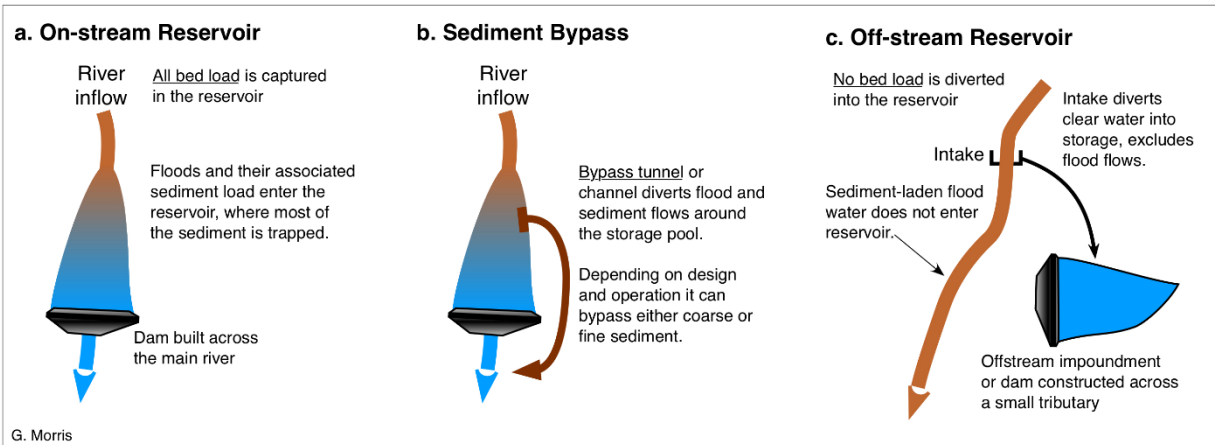 a. On-stream Reservoir
River
inflow
All bed load is captured
in the reservoir
Floods and their associated
sediment load enter the
reservoir, where most of
the sediment is trapped.
Dam built across
the main river
b. Sediment Bypass
River
inflow
Bypass tunnel or
channel diverts flood and
sediment flows around
the storage pool.
Depending on design
and operation it can
bypass either coarse or
fine sediment.
c. Off-stream Reservoir
No bed load is diverted
into the reservoir
Intake diverts
clear water into
storage, excludes
flood flows.
Intake
Sediment-laden flood
water does not enter
reservoir.
Offstream impoundment
or dam constructed across
a small tributary
G. Morris